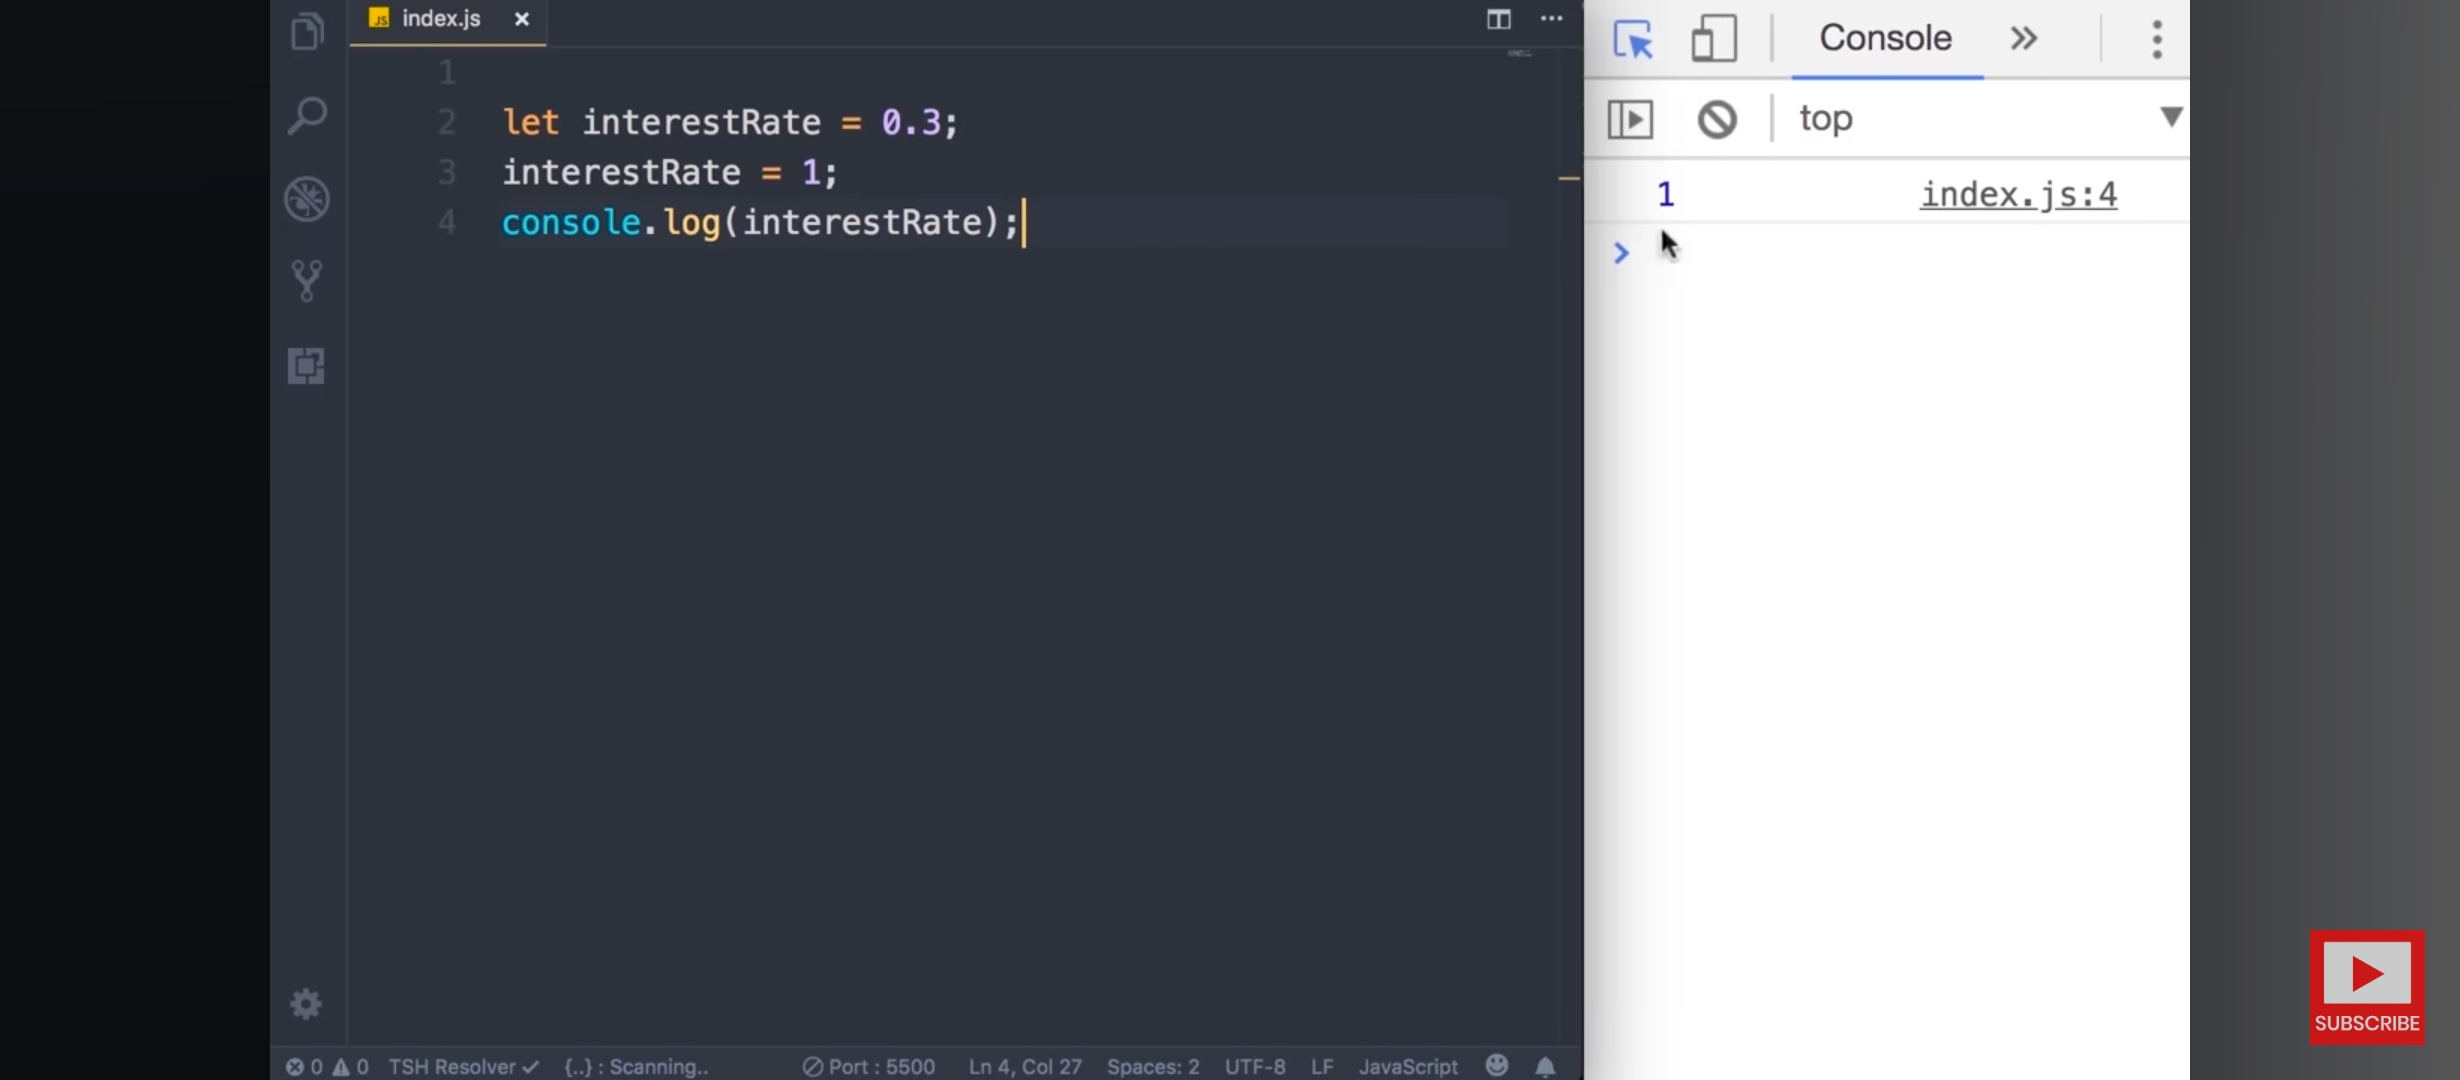 index.js
1
2 let interestRate = 0.3;
3 interestRate = 1;
4 console.log(interestRate);
Console
top
1 index.js:4
0 0 TSH Resolver {..} : Scanning.. Port : 5500 Ln 4, Col 27 Spaces: 2 UTF-8 LF JavaScript
SUBSCRIBE